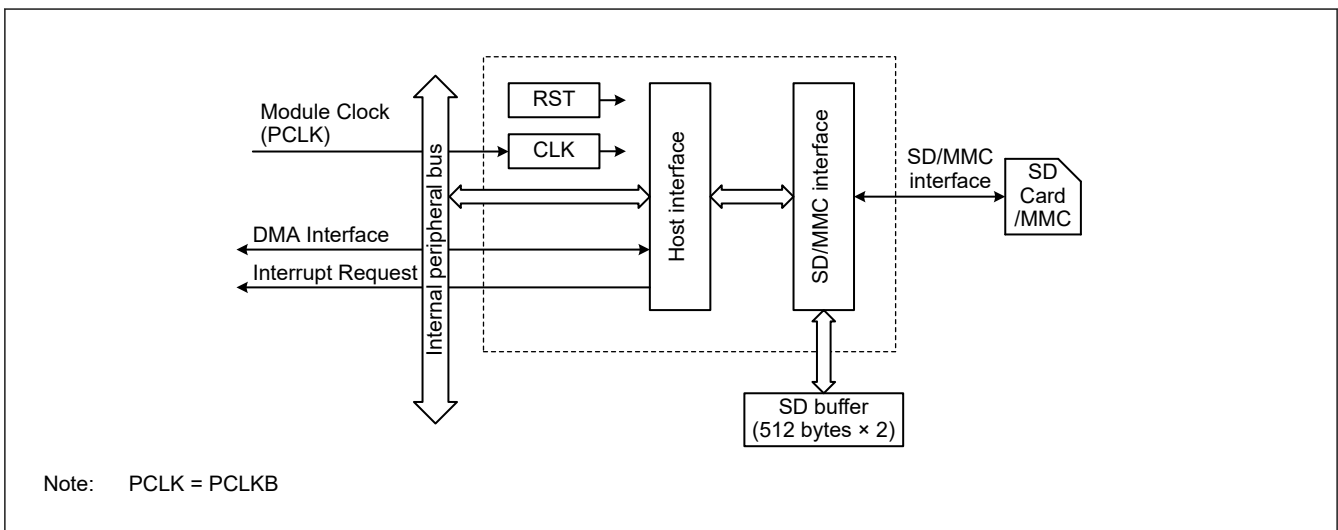 Module Clock
(PCLK)
RST
CLK
DMA Interface
Interrupt Request
Internal peripheral bus
Host interface
SD/MMC interface
SD/MMC
interface
SD
Card
/MMC
SD buffer
(512 bytes × 2)
Note: PCLK = PCLKB